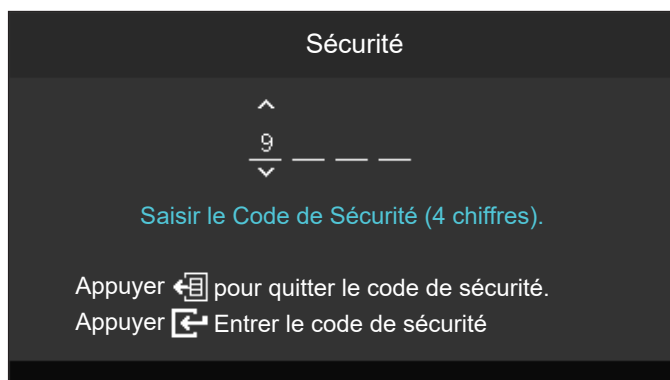 Sécurité
9
Saisir le Code de Sécurité (4 chiffres).
Appuyer pour quitter le code de sécurité.
Appuyer Entrer le code de sécurité